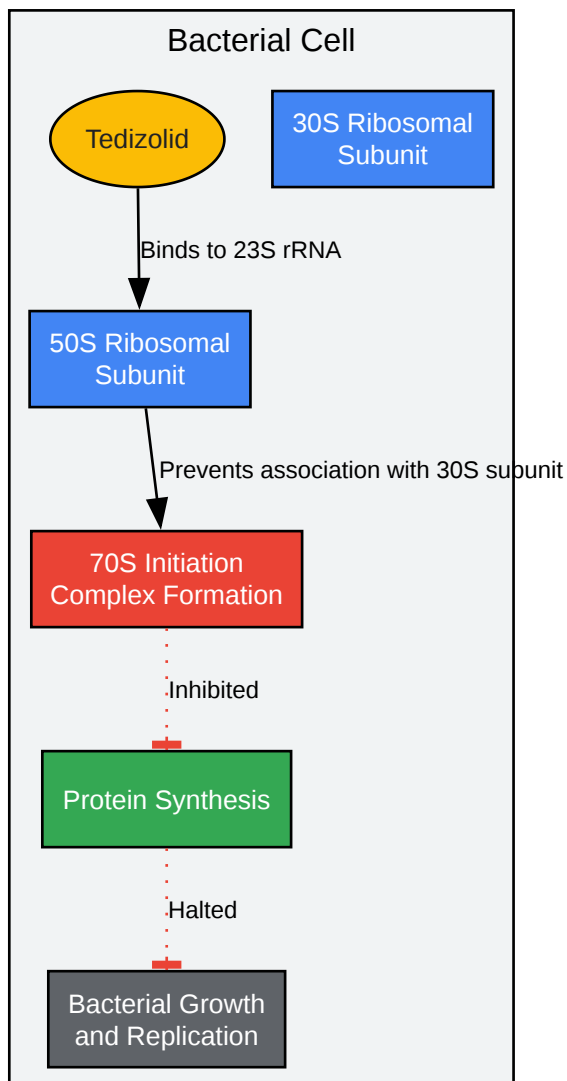 Bacterial Cell
Tedizolid
30S Ribosomal
Subunit
Binds to 23S rRNA
50S Ribosomal
Subunit
Prevents association with 30S subunit
70S Initiation
Complex Formation
Inhibited
Protein Synthesis
Halted
Bacterial Growth
and Replication